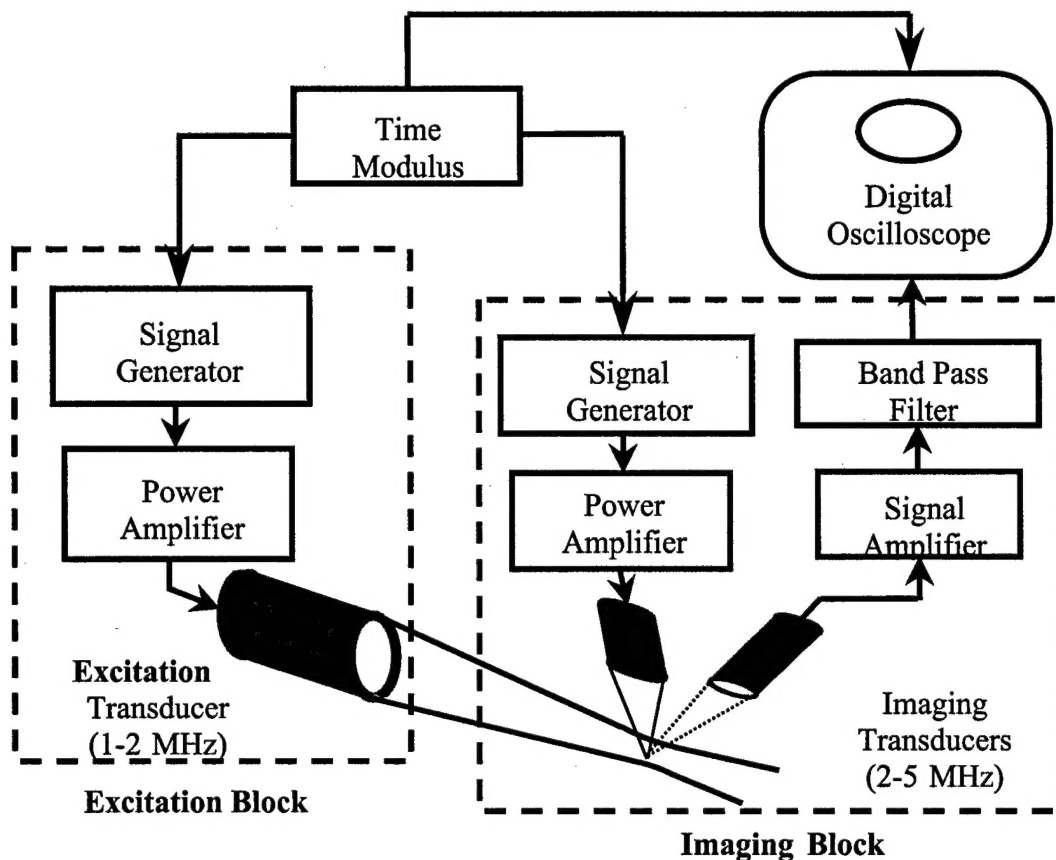 Time
Modulus
Digital
Oscilloscope
Signal
Generator
Power
Amplifier
Excitation
Transducer
(1-2 MHz)
Excitation Block
Signal
Generator
Power
Amplifier
Band Pass
Filter
Signal
Amplifier
Imaging
Transducers
(2-5 MHz)
Imaging Block